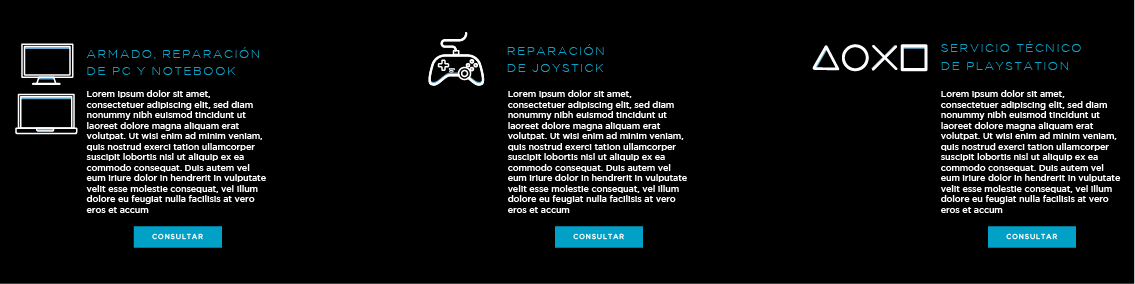 ARMADO, REPARACIÓN
DE PC Y NOTEBOOK
Lorem ipsum dolor sit amet,
consectetuer adipiscing elit, sed diam
nonummy nibh euismod tincidunt ut
laoreet dolore magna aliquam erat
volutpat. Ut wisi enim ad minim veniam,
quis nostrud exerci tation ullamcorper
suscipit lobortis nisl ut aliquip ex ea
commodo consequat. Duis autem vel
eum iriure dolor in hendrerit in vulputate
velit esse molestie consequat, vel illum
dolore eu feugiat nulla facilisis at vero
eros et accum
CONSULTAR
REPARACIÓN
DE JOYSTICK
Lorem ipsum dolor sit amet,
consectetuer adipiscing elit, sed diam
nonummy nibh euismod tincidunt ut
laoreet dolore magna aliquam erat
volutpat. Ut wisi enim ad minim veniam,
quis nostrud exerci tation ullamcorper
suscipit lobortis nisl ut aliquip ex ea
commodo consequat. Duis autem vel
eum iriure dolor in hendrerit in vulputate
velit esse molestie consequat, vel illum
dolore eu feugiat nulla facilisis at vero
eros et accum
CONSULTAR
SERVICIO TÉCNICO
DE PLAYSTATION
Lorem ipsum dolor sit amet,
consectetuer adipiscing elit, sed diam
nonummy nibh euismod tincidunt ut
laoreet dolore magna aliquam erat
volutpat. Ut wisi enim ad minim veniam,
quis nostrud exerci tation ullamcorper
suscipit lobortis nisl ut aliquip ex ea
commodo consequat. Duis autem vel
eum iriure dolor in hendrerit in vulputate
velit esse molestie consequat, vel illum
dolore eu feugiat nulla facilisis at vero
eros et accum
CONSULTAR